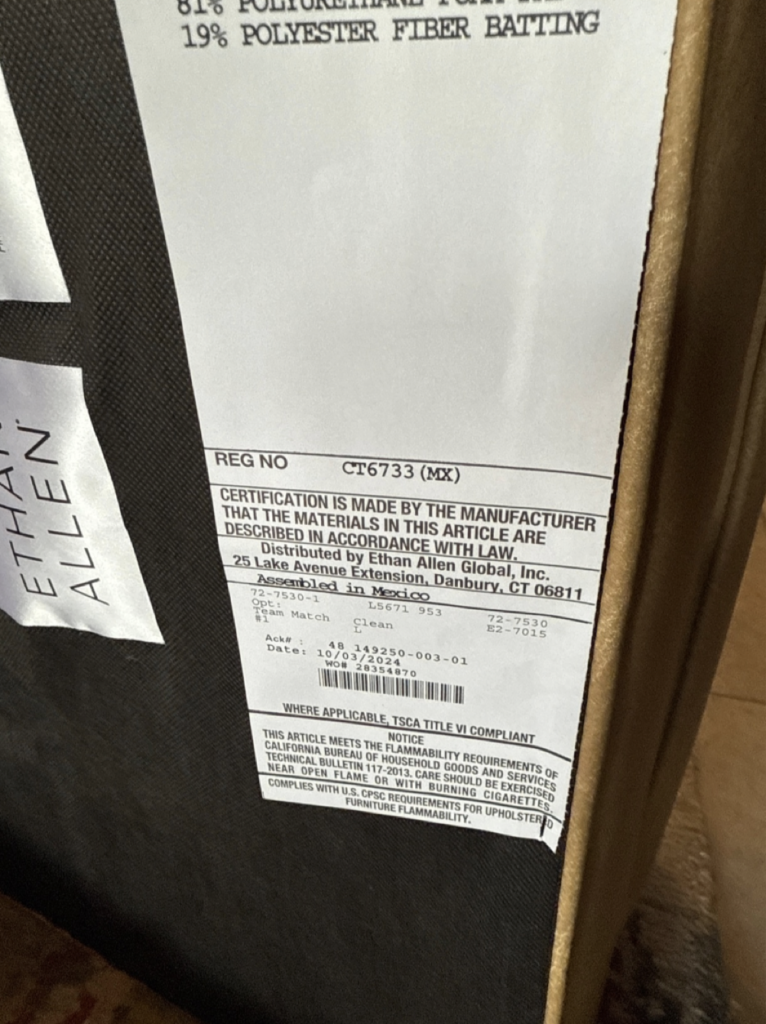 81% POLYURETHANE
19% POLYESTER FIBER BATTING
ETHAN
ALLEN
REG NO CT6733 (MX)
CERTIFICATION IS MADE BY THE MANUFACTURER
THAT THE MATERIALS IN THIS ARTICLE ARE
DESCRIBED IN ACCORDANCE WITH LAW.
Distributed by Ethan Allen Global, Inc.
25 Lake Avenue Extension, Danbury, CT 06811
Assembled in Mexico
72-7530-1 L5671 953 72-7530
Opt: Clean E2-7015
Team Match L
#1
Ack# : 48 149250-003-01
Date: 10/03/2024
WO# 28354870
WHERE APPLICABLE, TSCA TITLE VI COMPLIANT
NOTICE
THIS ARTICLE MEETS THE FLAMMABILITY REQUIREMENTS OF
CALIFORNIA BUREAU OF HOUSEHOLD GOODS AND SERVICES
TECHNICAL BULLETIN 117-2013. CARE SHOULD BE EXERCISED
NEAR OPEN FLAME OR WITH BURNING CIGARETTES.
COMPLIES WITH U.S. CPSC REQUIREMENTS FOR UPHOLSTERED
FURNITURE FLAMMABILITY.